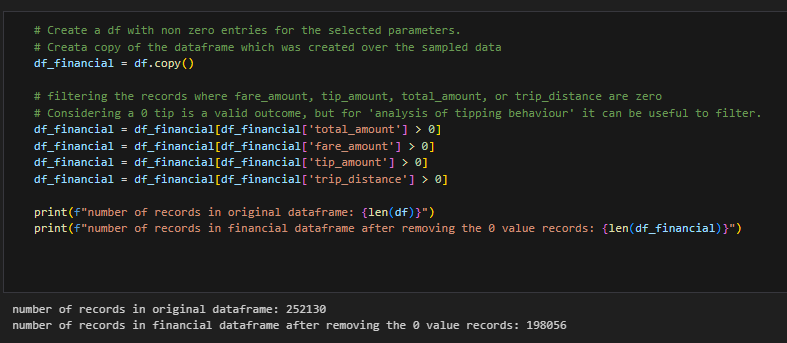 # Create a df with non zero entries for the selected parameters.
# Creata copy of the dataframe which was created over the sampled data
df_financial = df.copy()
# filtering the records where fare_amount, tip_amount, total_amount, or trip_distance are zero
# Considering a 0 tip is a valid outcome, but for 'analysis of tipping behaviour' it can be useful to filter.
df_financial = df_financial[df_financial['total_amount'] > 0]
df_financial = df_financial[df_financial['fare_amount'] > 0]
df_financial = df_financial[df_financial['tip_amount'] > 0]
df_financial = df_financial[df_financial['trip_distance'] > 0]
print(f"number of records in original dataframe: {len(df)}")
print(f"number of records in financial dataframe after removing the 0 value records: {len(df_financial)}")
number of records in original dataframe: 252130
number of records in financial dataframe after removing the 0 value records: 198056